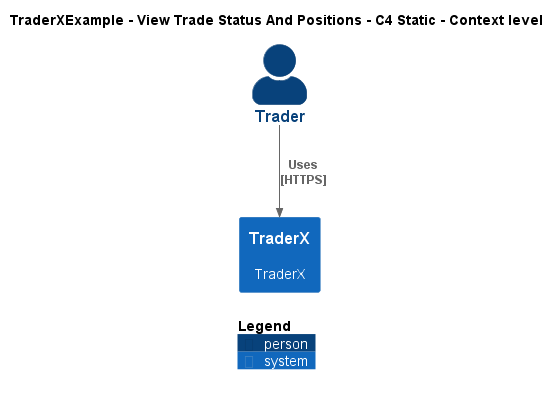 TraderXExample - View Trade Status And Positions - C4 Static - Context level
Trader
Uses
[HTTPS]
TraderX
TraderX
Legend
person
system